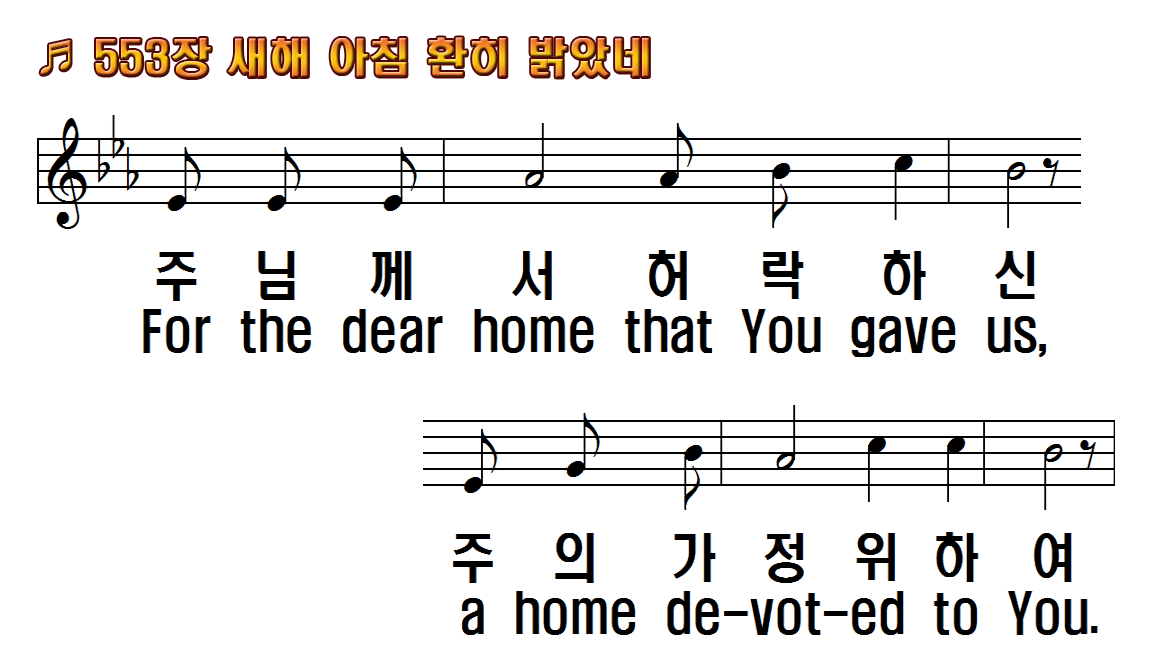 553장 새해 아침 환히 밝았네
주 님 께 서 허 락 하 신
For the dear home that You gave us,
주 의 가 정 위 하 여
a home de-vot-ed to You.